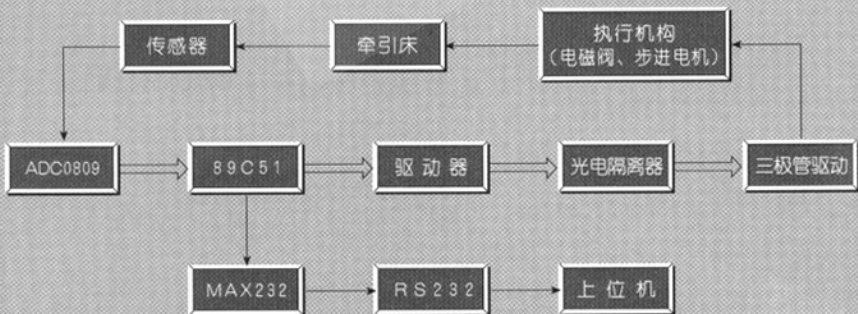 传感器
牵引床
执行机构
(电磁阀、步进电机)
ADC0809
89C51
驱动器
光电隔离器
三极管驱动
MAX232
RS232
上位机